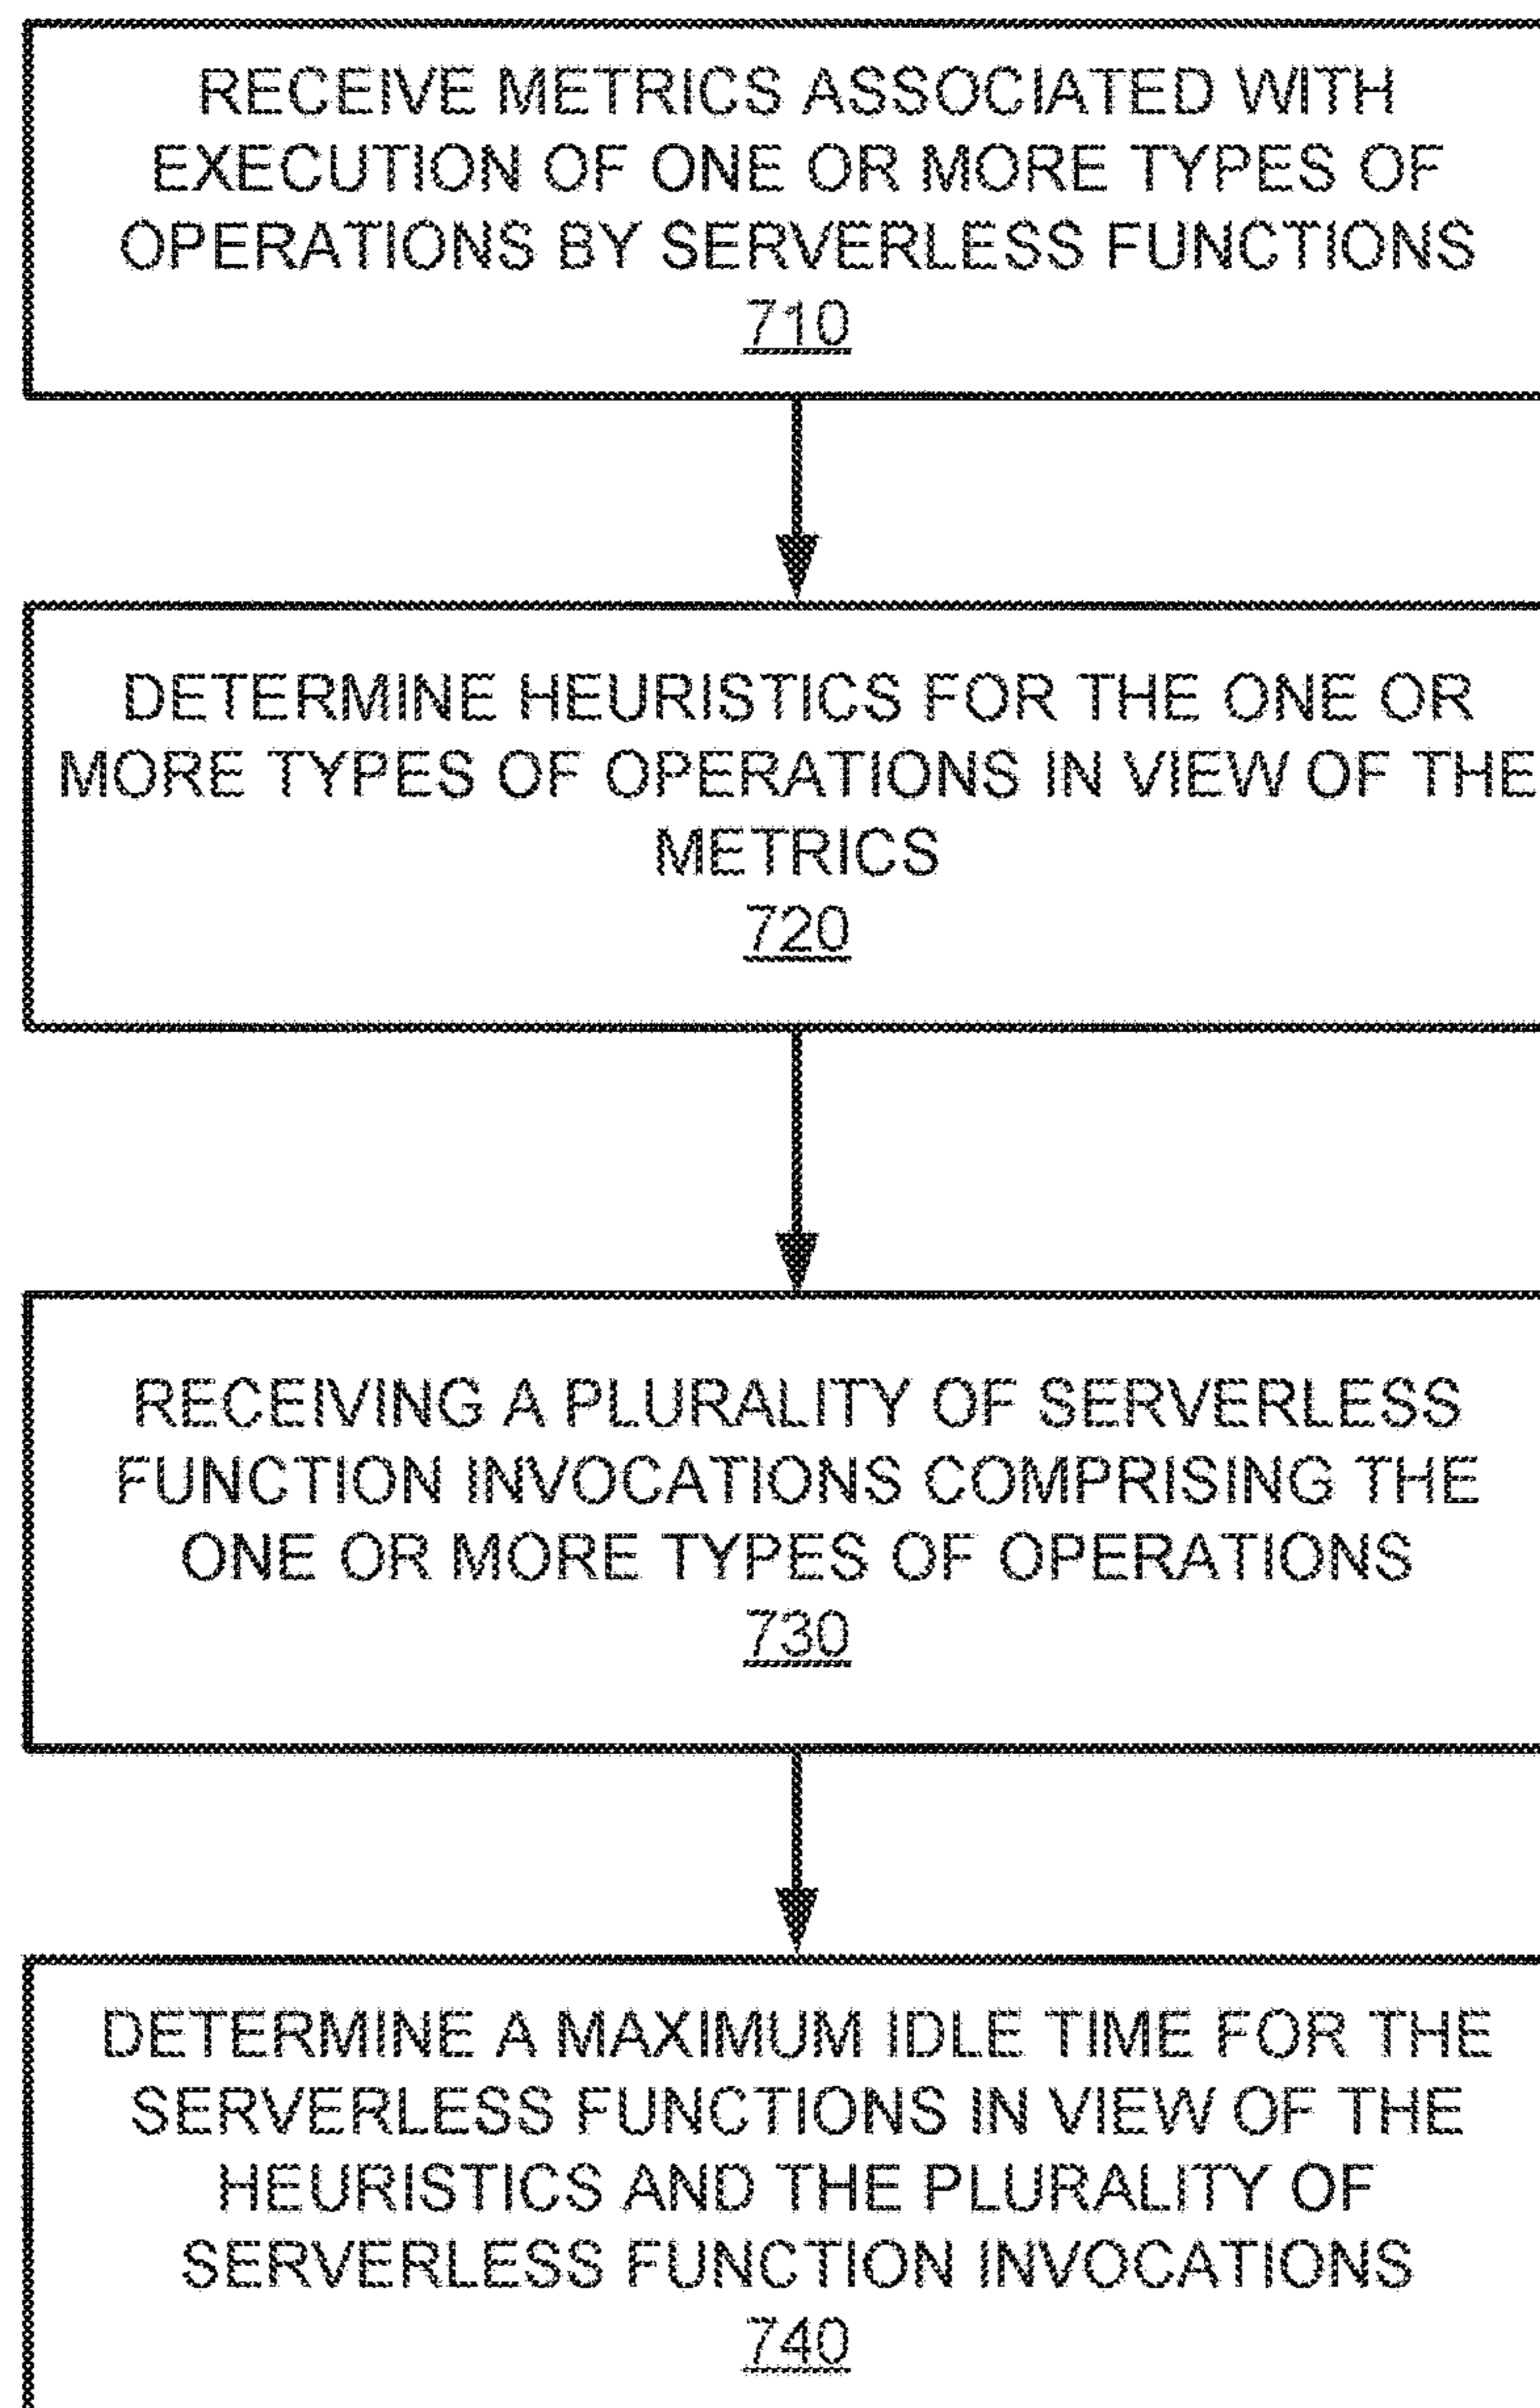 RECEIVE METRICS ASSOCIATED WITH
EXECUTION OF ONE OR MORE TYPES OF
OPERATIONS BY SERVERLESS FUNCTIONS
710
DETERMINE HEURISTICS FOR THE ONE OR
MORE TYPES OF OPERATIONS IN VIEW OF THE
METRICS
720
RECEIVING A PLURALITY OF SERVERLESS
FUNCTION INVOCATIONS COMPRISING THE
ONE OR MORE TYPES OF OPERATIONS
730
DETERMINE A MAXIMUM IDLE TIME FOR THE
SERVERLESS FUNCTIONS IN VIEW OF THE
HEURISTICS AND THE PLURALITY OF
SERVERLESS FUNCTION INVOCATIONS
740